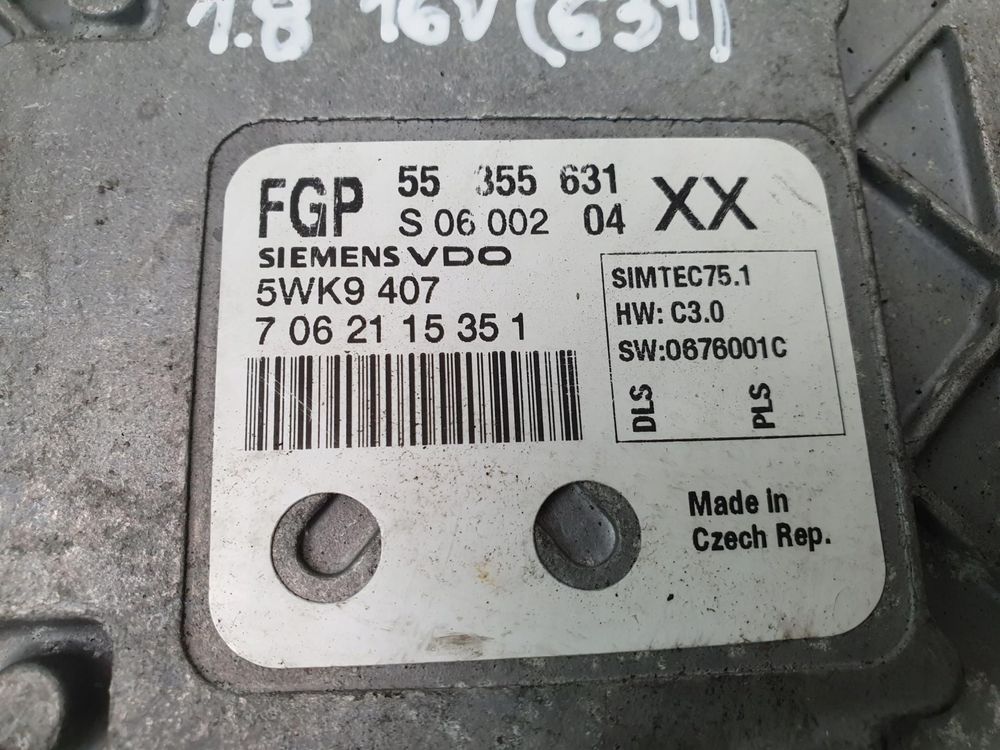 1.8 16V (631)
FGP 55 355 631 XX
S 06 002 04
SIEMENS VDO
5WK9 407
7 06 21 15 35 1
SIMTEC75.1
HW: C3.0
SW:0676001C
DLS PLS
Made in
Czech Rep.